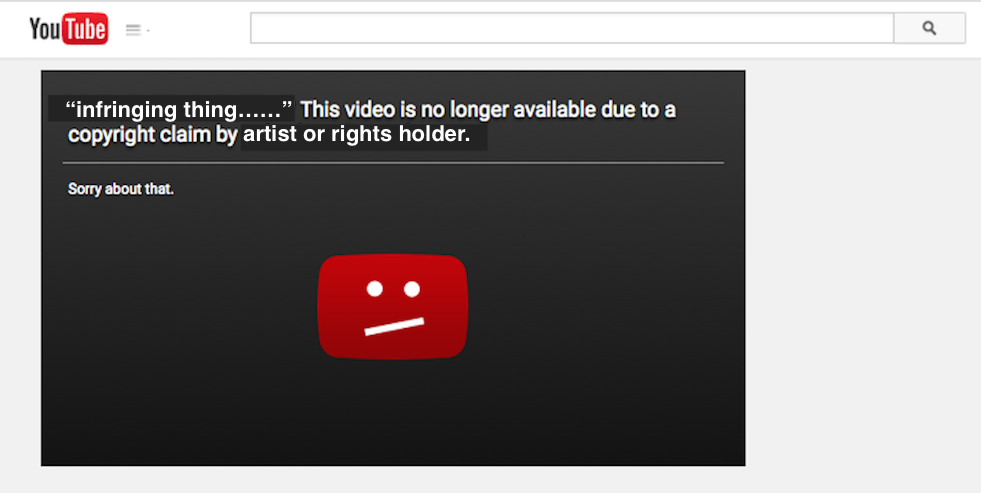 YouTube
“infringing thing......” This video is no longer available due to a
copyright claim by artist or rights holder.
Sorry about that.